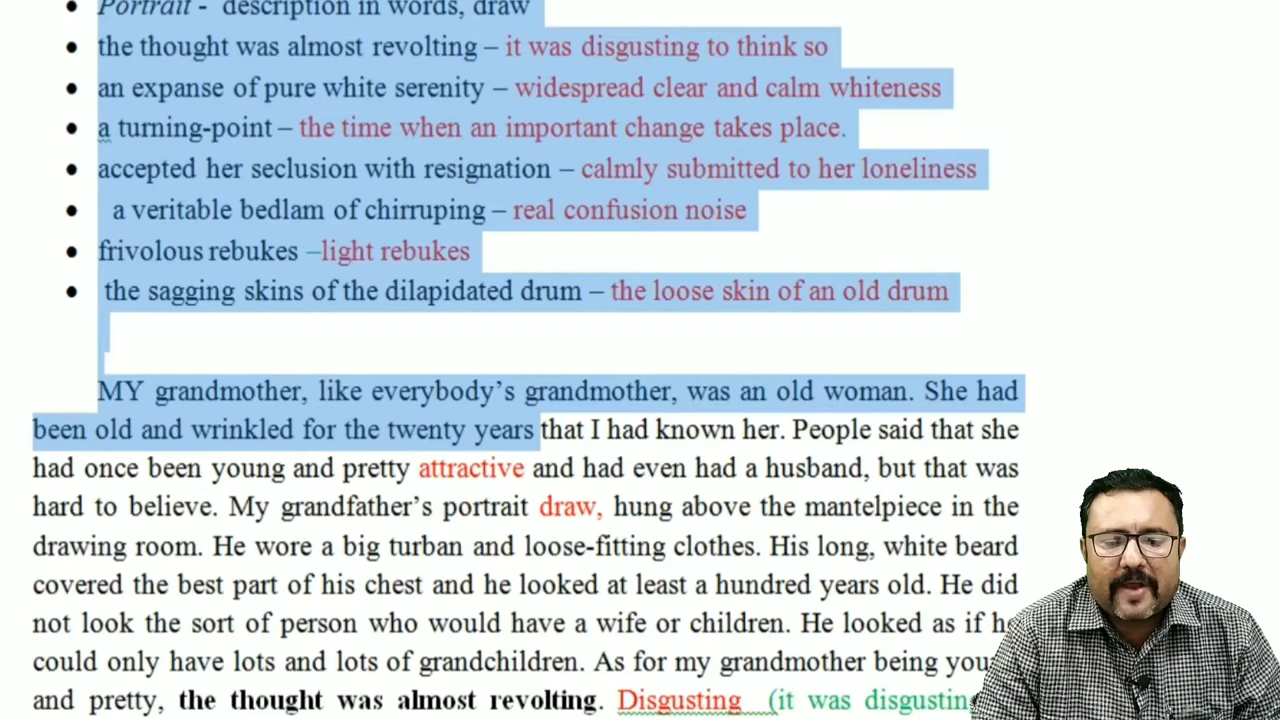 Portrait - description in words, draw
the thought was almost revolting – it was disgusting to think so
an expanse of pure white serenity – widespread clear and calm whiteness
a turning-point – the time when an important change takes place.
accepted her seclusion with resignation – calmly submitted to her loneliness
a veritable bedlam of chirruping – real confusion noise
frivolous rebukes –light rebukes
the sagging skins of the dilapidated drum – the loose skin of an old drum
MY grandmother, like everybody’s grandmother, was an old woman. She had
been old and wrinkled for the twenty years that I had known her. People said that she
had once been young and pretty attractive and had even had a husband, but that was
hard to believe. My grandfather’s portrait draw, hung above the mantelpiece in the
drawing room. He wore a big turban and loose-fitting clothes. His long, white beard
covered the best part of his chest and he looked at least a hundred years old. He did
not look the sort of person who would have a wife or children. He looked as if
could only have lots and lots of grandchildren. As for my grandmother being
and pretty, the thought was almost revolting. Disgusting (it was disgusting